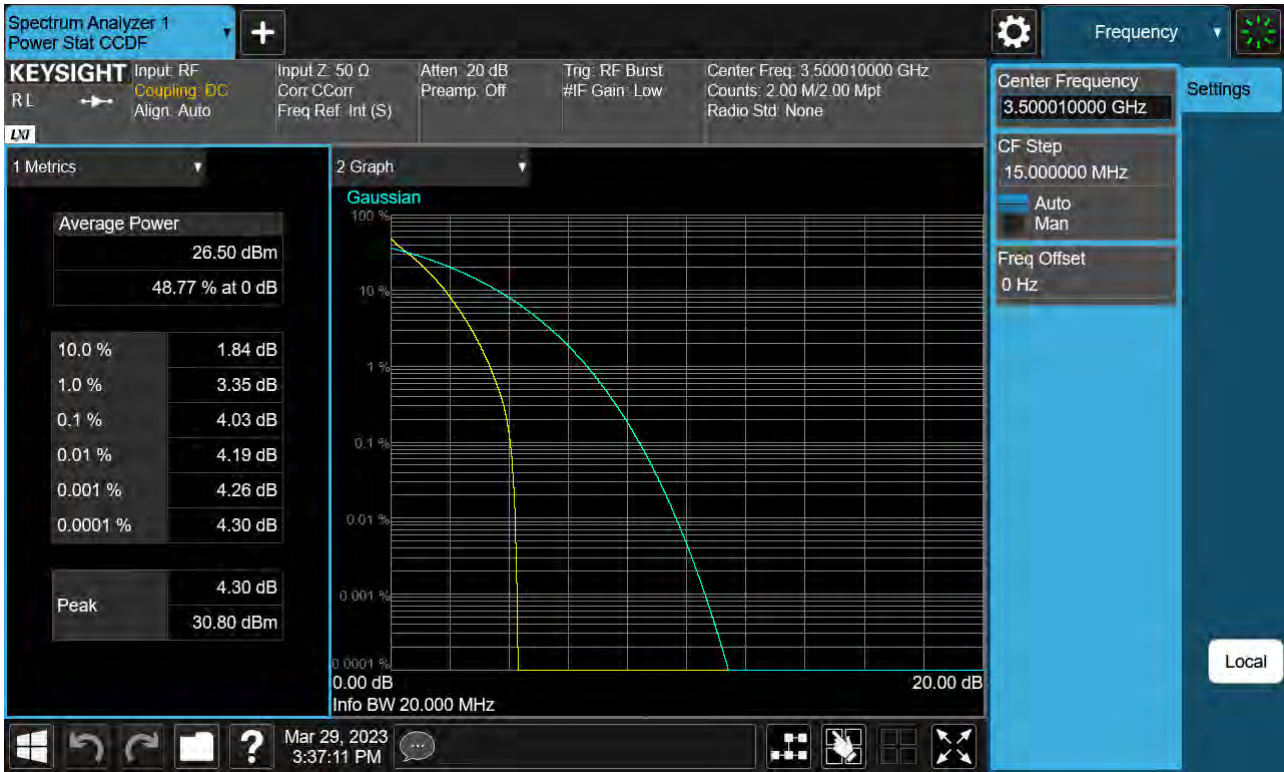 Spectrum Analyzer 1
Power Stat CCDF
Frequency
KEYSIGHT
RL
LXI
Input: RF
Coupling: DC
Align: Auto
Input Z: 50 Ω
Corr CCorr
Freq Ref: Int (S)
Atten: 20 dB
Preamp: Off
Trig: RF Burst
#IF Gain: Low
Center Freq: 3.500010000 GHz
Counts: 2.00 M/2.00 Mpt
Radio Std: None
Center Frequency
3.500010000 GHz
Settings
CF Step
15.000000 MHz
Auto
Man
Freq Offset
0 Hz
1 Metrics
Average Power
26.50 dBm
48.77 % at 0 dB
10.0 % 1.84 dB
1.0 % 3.35 dB
0.1 % 4.03 dB
0.01 % 4.19 dB
0.001 % 4.26 dB
0.0001 % 4.30 dB
Peak
4.30 dB
30.80 dBm
2 Graph
Gaussian
100 %
10 %
1 %
0.1 %
0.01 %
0.001 %
0.0001 %
0.00 dB 20.00 dB
Info BW 20.000 MHz
Local
?
Mar 29, 2023
3:37:11 PM